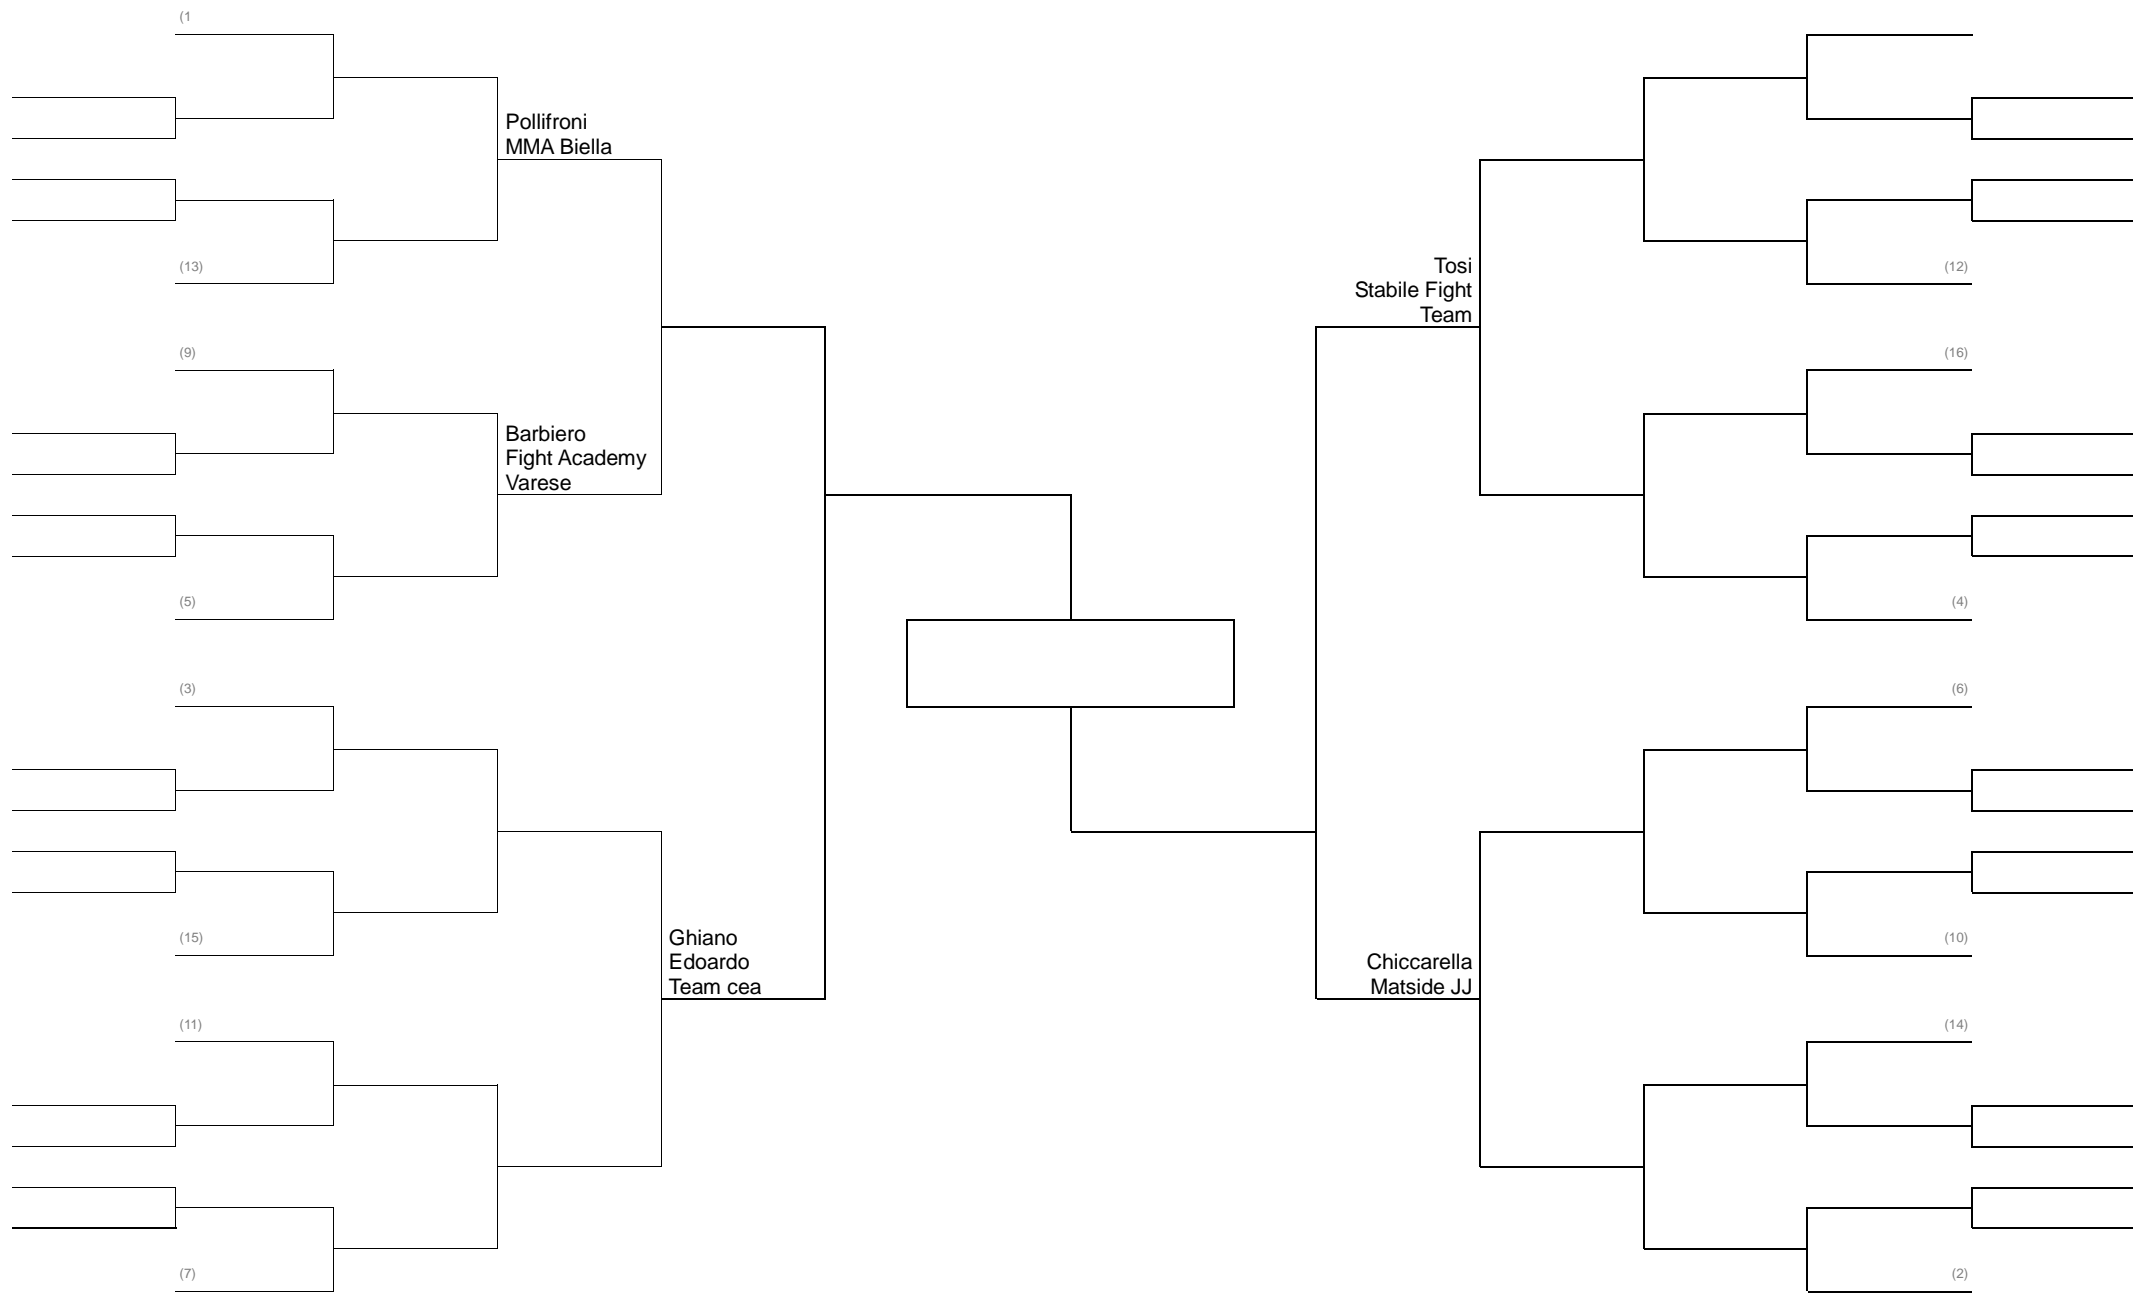 (1
Pollifroni
MMA Biella
(13)
(9)
Barbiero
Fight Academy
Varese
(5)
(3)
(15)
Ghiano
Edoardo
Team cea
(11)
(7)
Tosi
Stabile Fight
Team
(12)
(16)
(4)
(6)
(10)
Chiccarella
Matside JJ
(14)
(2)